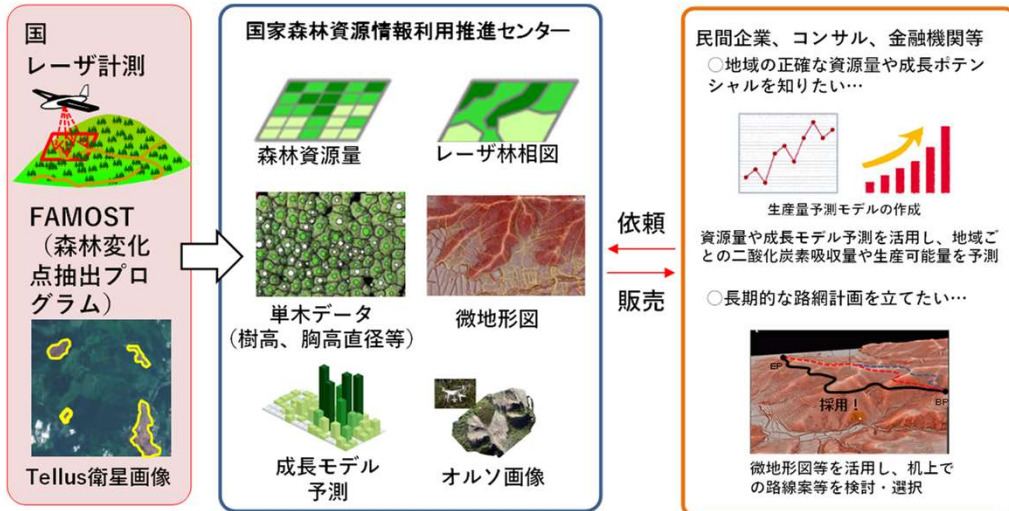 国
レーザ計測
FAMOST
（森林変化
点抽出プロ
グラム）
Tellus衛星画像
国家森林資源情報利用推進センター
森林資源量
レーザ林相図
単木データ
（樹高、胸高直径等）
微地形図
成長モデル
予測
オルソ画像
依頼
販売
民間企業、コンサル、金融機関等
○地域の正確な資源量や成長ポテン
シャルを知りたい…
生産量予測モデルの作成
資源量や成長モデル予測を活用し、地域ご
との二酸化炭素吸収量や生産可能量を予測
○長期的な路網計画を立てたい…
EP
BP
採用！
微地形図等を活用し、机上で
の路線案等を検討・選択